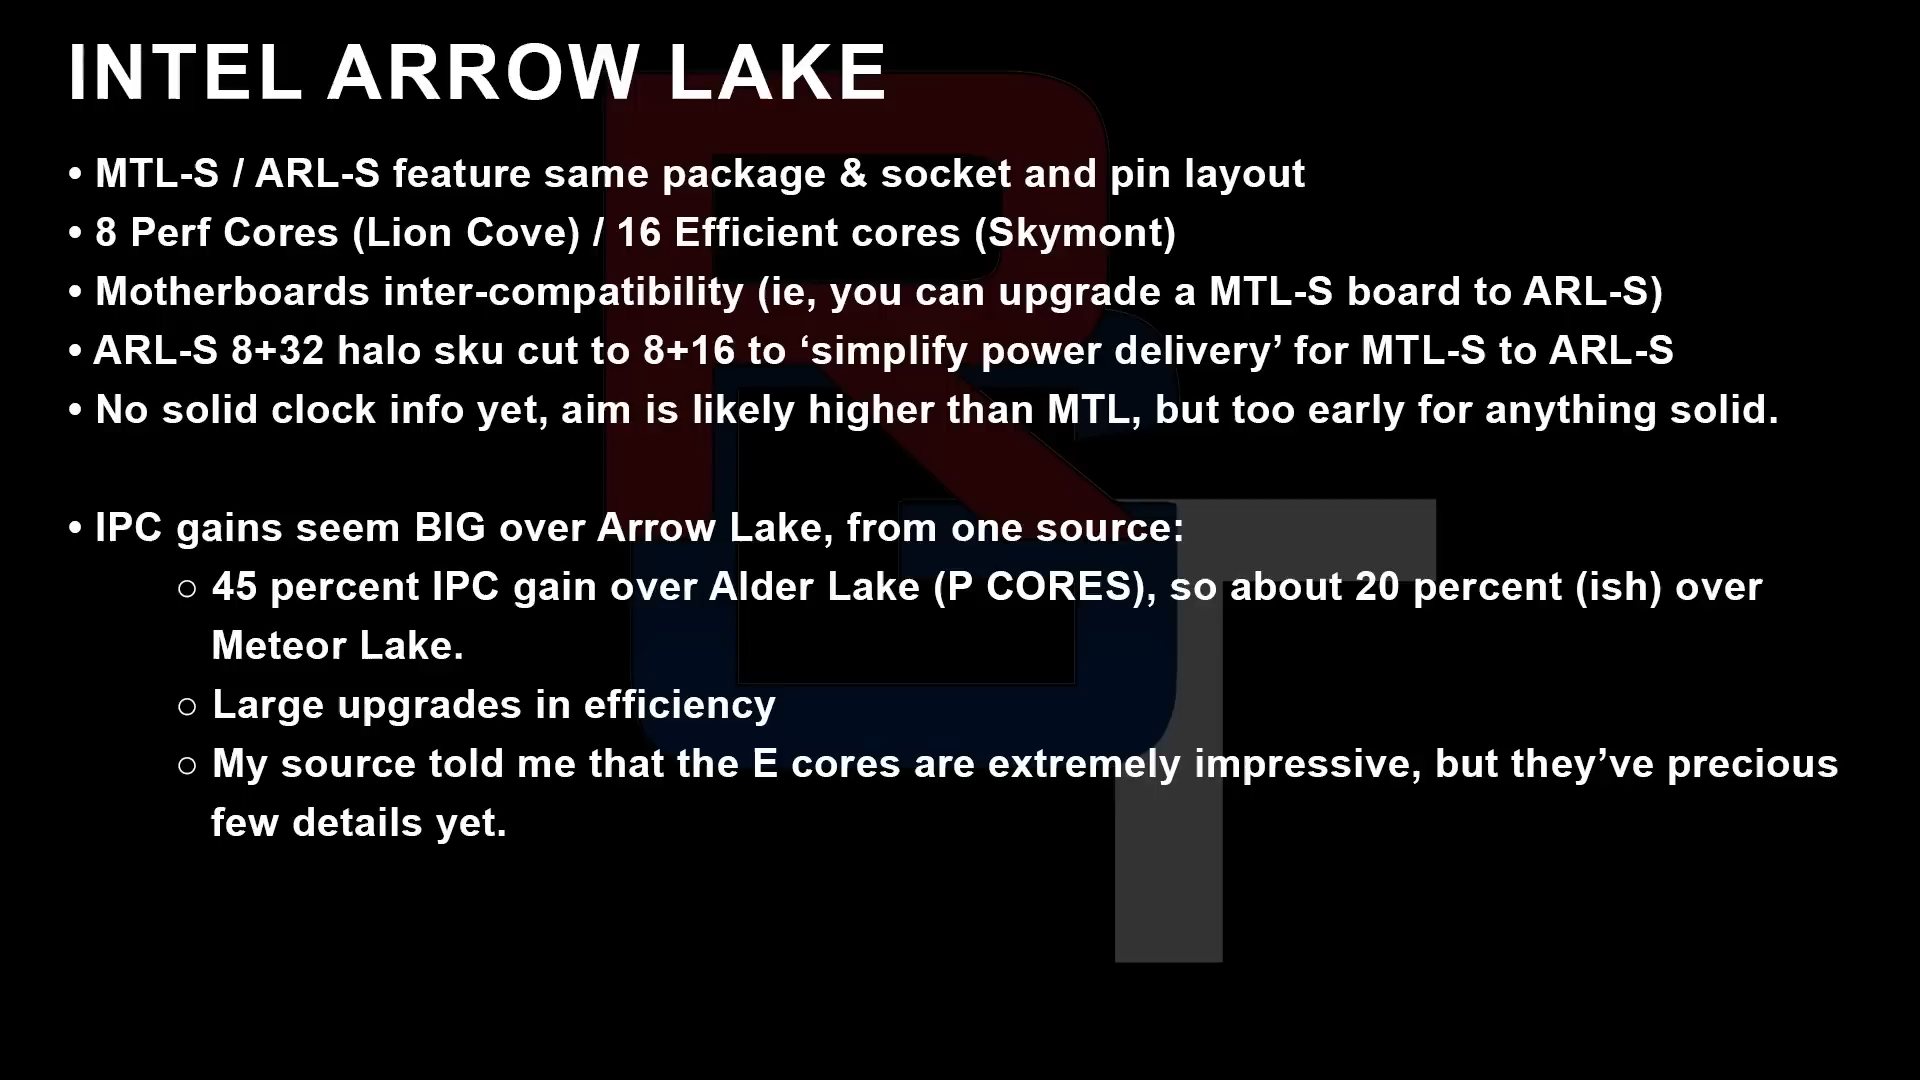 INTEL ARROW LAKE
• MTL-S / ARL-S feature same package & socket and pin layout
• 8 Perf Cores (Lion Cove) / 16 Efficient cores (Skymont)
• Motherboards inter-compatibility (ie, you can upgrade a MTL-S board to ARL-S)
• ARL-S 8+32 halo sku cut to 8+16 to ‘simplify power delivery’ for MTL-S to ARL-S
• No solid clock info yet, aim is likely higher than MTL, but too early for anything solid.
• IPC gains seem BIG over Arrow Lake, from one source:
○ 45 percent IPC gain over Alder Lake (P CORES), so about 20 percent (ish) over
Meteor Lake.
○ Large upgrades in efficiency
○ My source told me that the E cores are extremely impressive, but they’ve precious
few details yet.